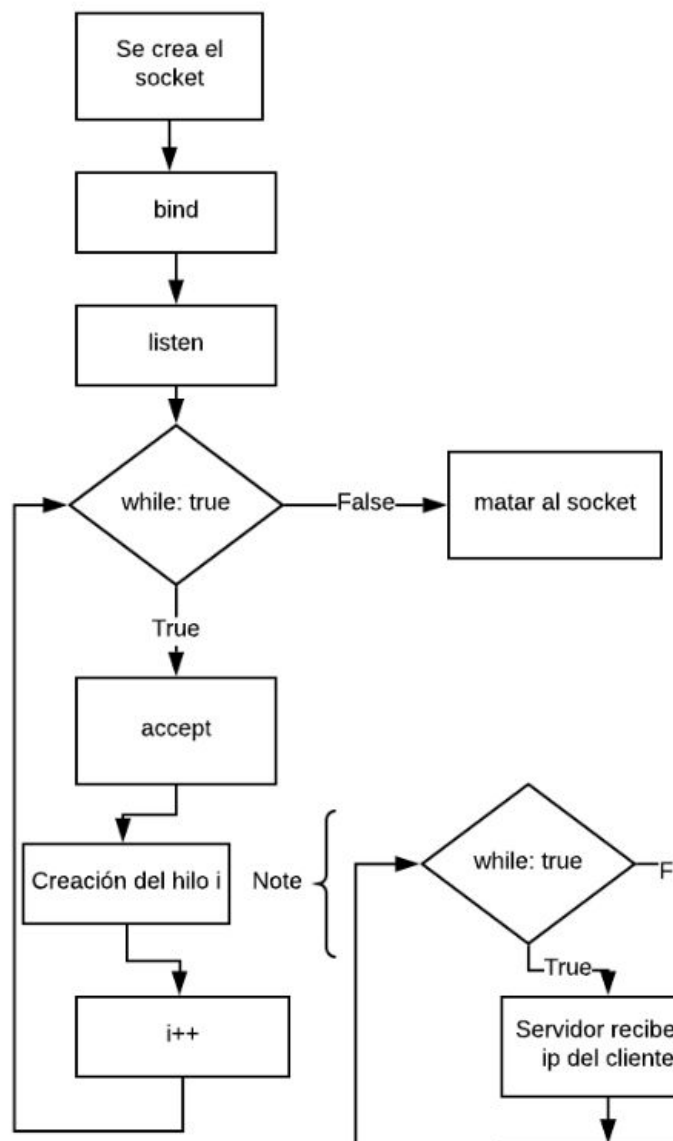 Se crea el
socket
bind
listen
while: true
False
matar al socket
True
accept
Creación del hilo i
Note
i++
while: true
F
True
Servidor recibe
ip del cliente